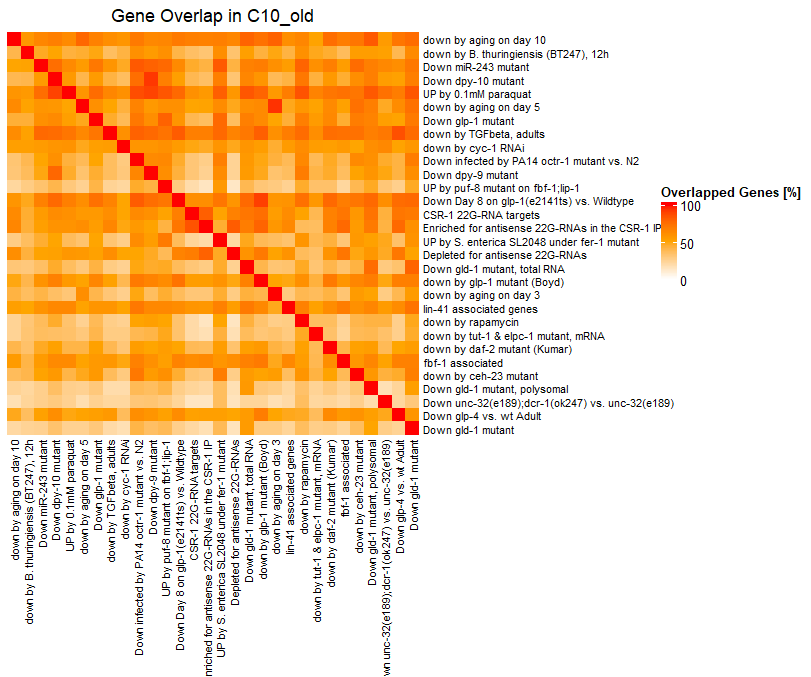 Gene Overlap in C10_old
down by aging on day 10
down by B. thuringiensis (BT247), 12h
Down miR-243 mutant
Down dpy-10 mutant
UP by 0.1mM paraquat
down by aging on day 5
Down glp-1 mutant
down by TGFbeta, adults
down by cyc-1 RNAi
Down infected by PA14 octr-1 mutant vs. N2
Down dpy-9 mutant
UP by puf-8 mutant on fbf-1;lip-1
Down Day 8 on glp-1(e2141ts) vs. Wildtype
CSR-1 22G-RNA targets
Enriched for antisense 22G-RNAs in the CSR-1 IP
UP by S. enterica SL2048 under fer-1 mutant
Depleted for antisense 22G-RNAs
Down gld-1 mutant, total RNA
down by glp-1 mutant (Boyd)
down by aging on day 3
lin-41 associated genes
down by rapamycin
down by tut-1 & elpc-1 mutant, mRNA
down by daf-2 mutant (Kumar)
fbf-1 associated
down by ceh-23 mutant
Down gld-1 mutant, polysomal
Down unc-32(e189);dcr-1(ok247) vs. unc-32(e189)
Down glp-4 vs. wt Adult
Down gld-1 mutant
Overlapped Genes [%]
100
50
0
down by aging on day 10
down by B. thuringiensis (BT247), 12h
Down miR-243 mutant
Down dpy-10 mutant
UP by 0.1mM paraquat
down by aging on day 5
Down glp-1 mutant
down by TGFbeta, adults
down by cyc-1 RNAi
Down infected by PA14 octr-1 mutant vs. N2
Down dpy-9 mutant
UP by puf-8 mutant on fbf-1;lip-1
Down Day 8 on glp-1(e2141ts) vs. Wildtype
CSR-1 22G-RNA targets
nriched for antisense 22G-RNAs in the CSR-1 IP
UP by S. enterica SL2048 under fer-1 mutant
Depleted for antisense 22G-RNAs
Down gld-1 mutant, total RNA
down by glp-1 mutant (Boyd)
down by aging on day 3
lin-41 associated genes
down by rapamycin
down by tut-1 & elpc-1 mutant, mRNA
down by daf-2 mutant (Kumar)
fbf-1 associated
down by ceh-23 mutant
Down gld-1 mutant, polysomal
wn unc-32(e189);dcr-1(ok247) vs. unc-32(e189)
Down glp-4 vs. wt Adult
Down gld-1 mutant